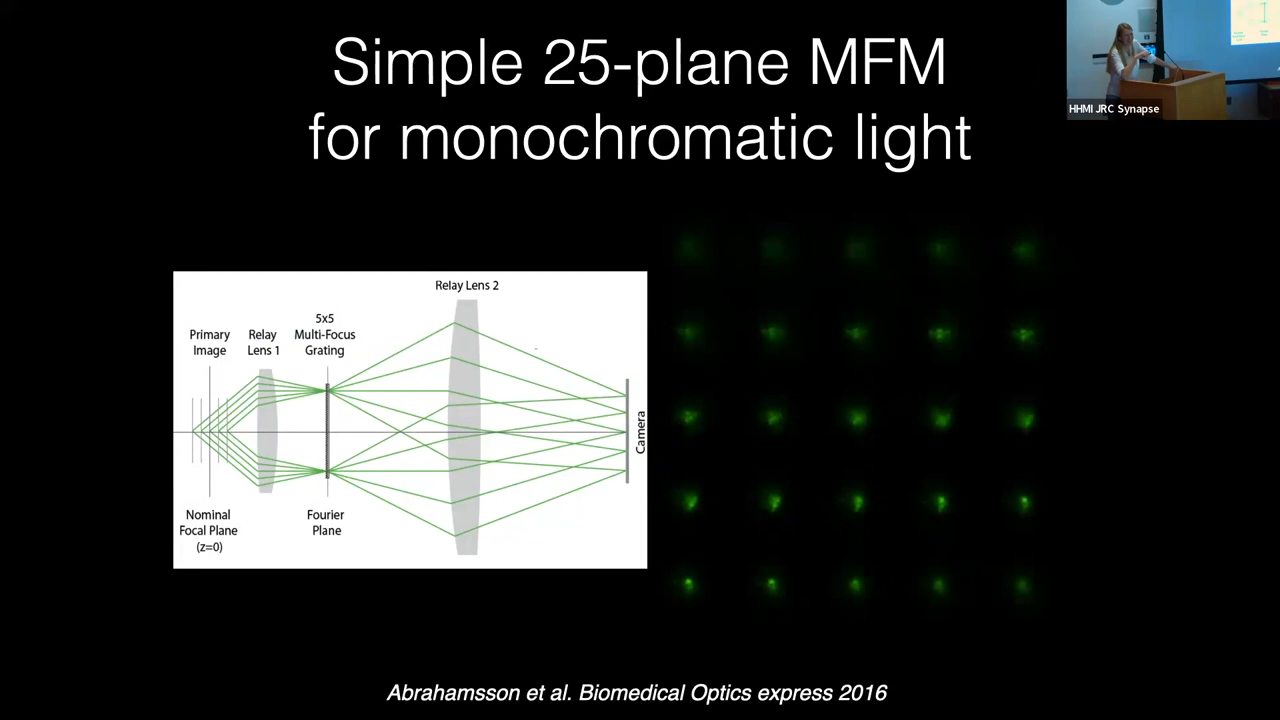 Simple 25-plane MFM
for monochromatic light
HHMI JRC Synapse
Relay Lens 2
5x5
Multi-Focus
Grating
Primary
Image
Relay
Lens 1
Camera
Nominal
Focal Plane
(z=0)
Fourier
Plane
Abrahamsson et al. Biomedical Optics express 2016